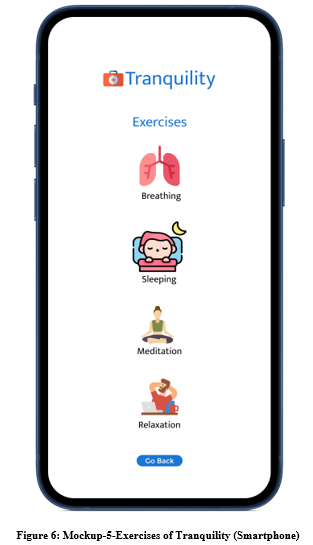 Tranquility
Exercises
Breathing
Sleeping
Meditation
Relaxation
Go Back
Figure 6: Mockup-5-Exercises of Tranquility (Smartphone)